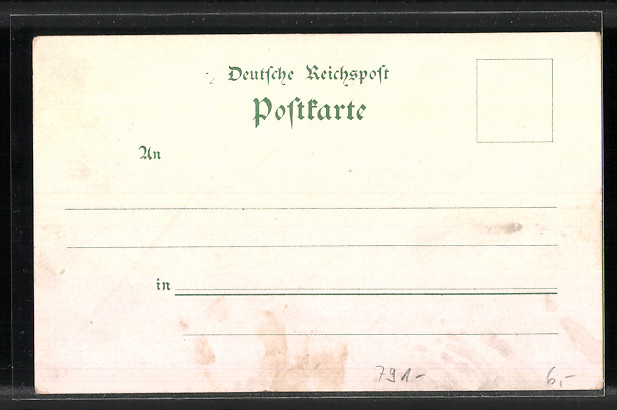 Deutsche Reichspost
Postkarte
An
in
791-
6,-